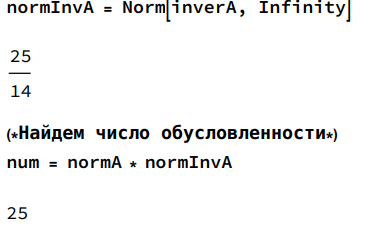 normInvA = Norm[inverA, Infinity]
25
14
(*Найдем число обусловленности*)
num = normA * normInvA
25